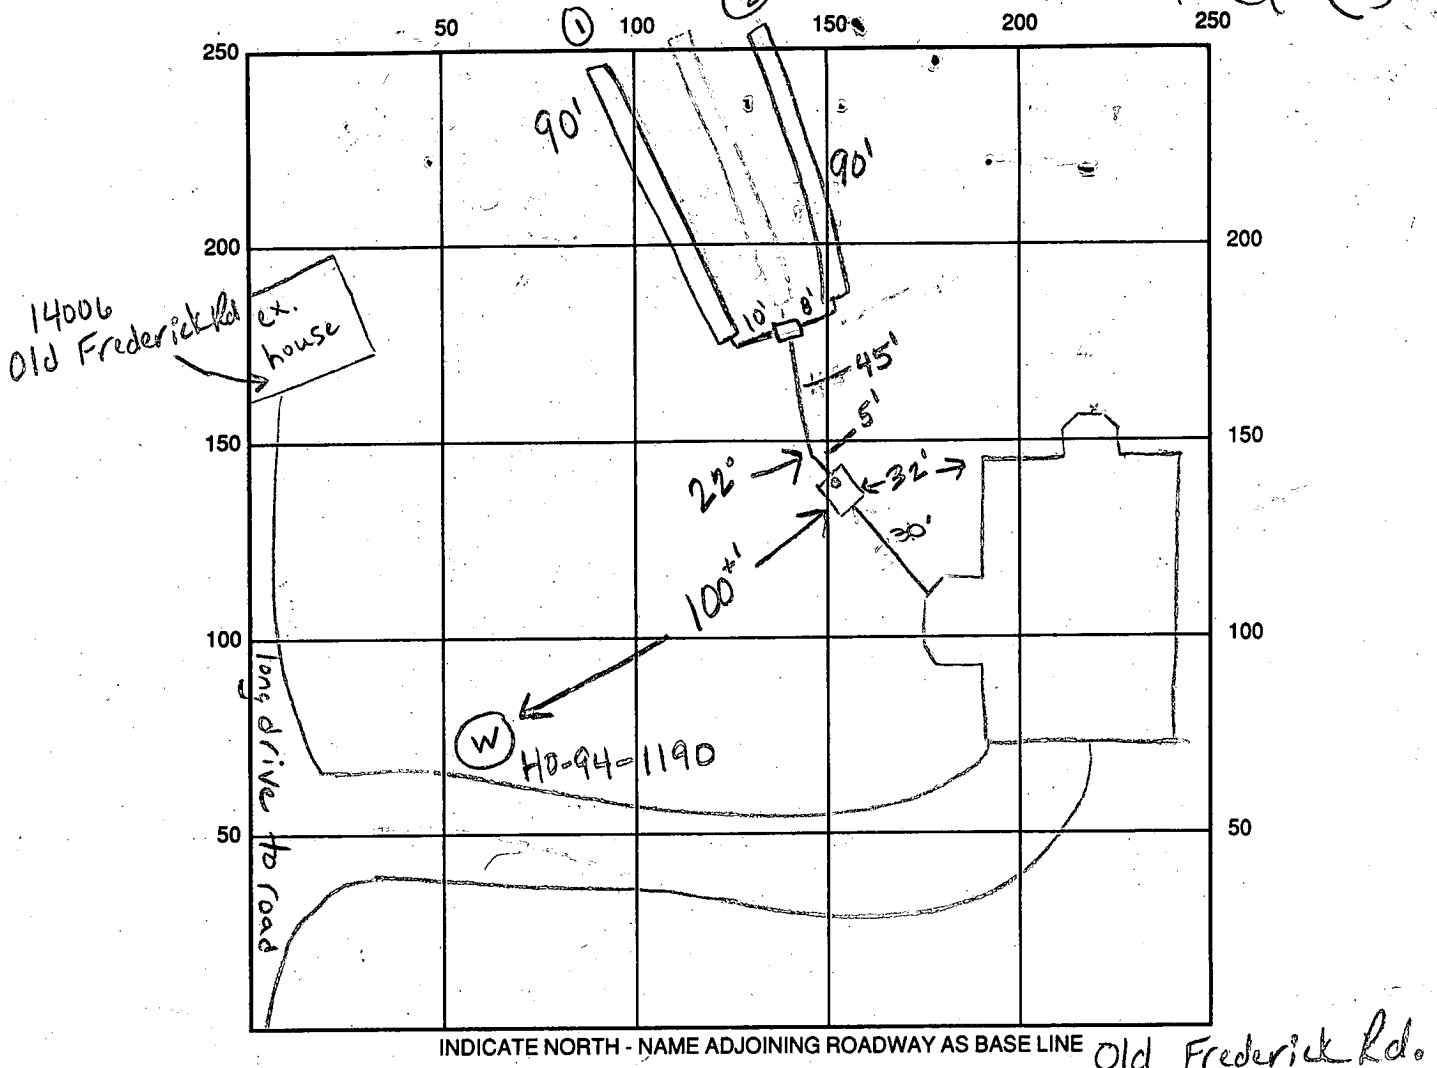 ①
②
50 100 150 200 250
250
90'
90'
200 200
14006
Old Frederick Rd
ex.
house
10' 8'
45'
5'
150 150
22°
32'
30'
100±'
100 100
long drive to road
W
HO-94-1190
50 50
INDICATE NORTH - NAME ADJOINING ROADWAY AS BASE LINE
Old Frederick Rd.